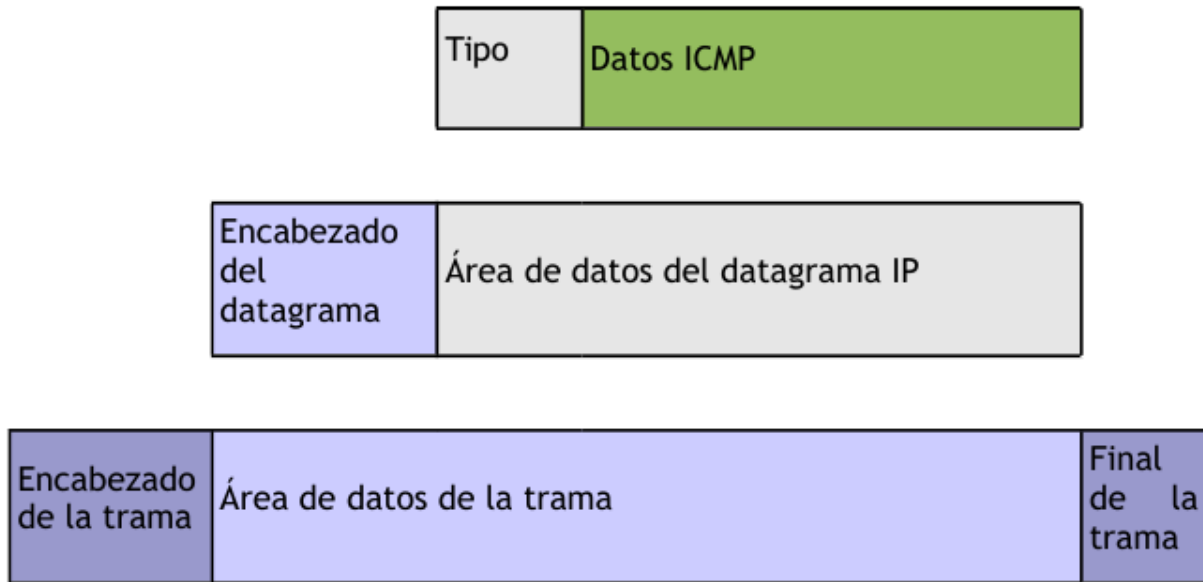 Tipo
Datos ICMP
Encabezado
del
datagrama
Área de datos del datagrama IP
Encabezado
de la trama
Área de datos de la trama
Final
de la
trama